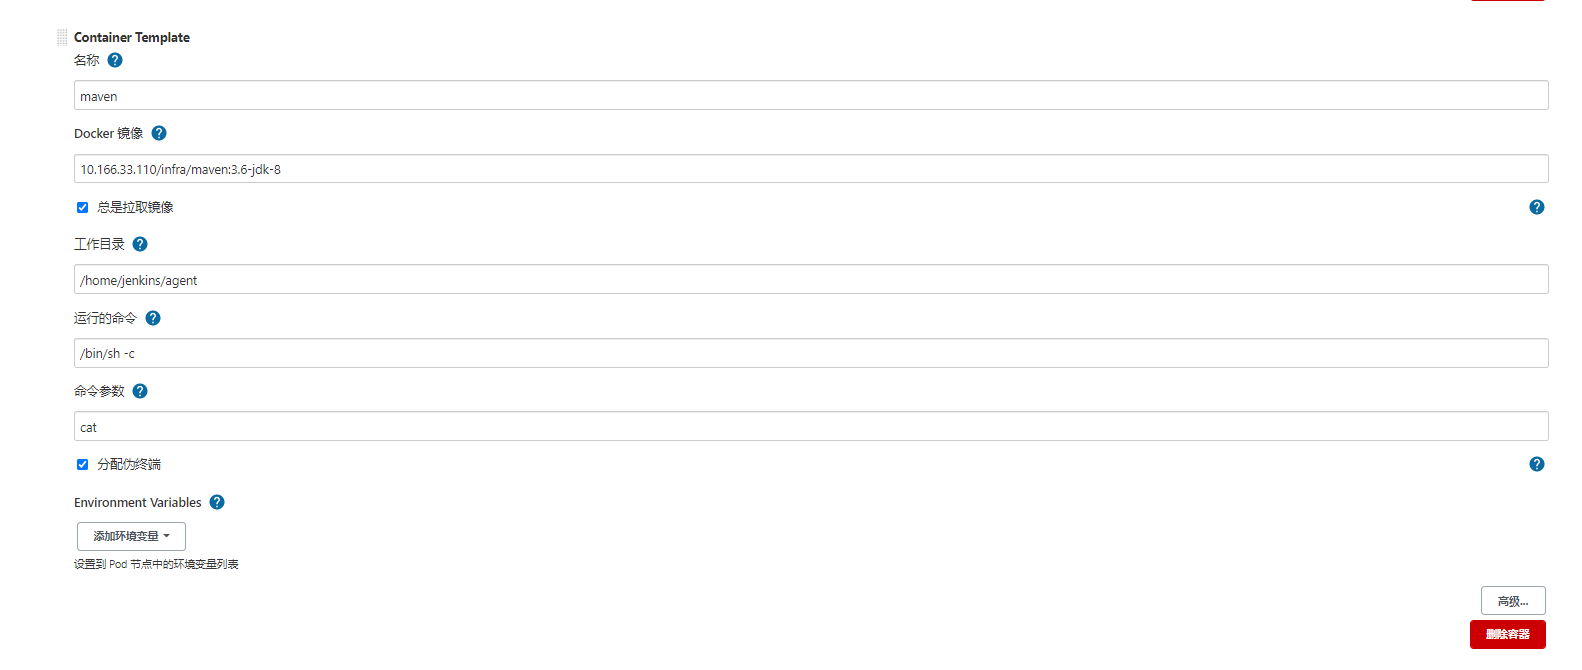 Container Template
名称
maven
Docker 镜像
10.166.33.110/infra/maven:3.6-jdk-8
总是拉取镜像
工作目录
/home/jenkins/agent
运行的命令
/bin/sh -c
命令参数
cat
分配伪终端
Environment Variables
添加环境变量
设置到 Pod 节点中的环境变量列表
高级...
删除容器